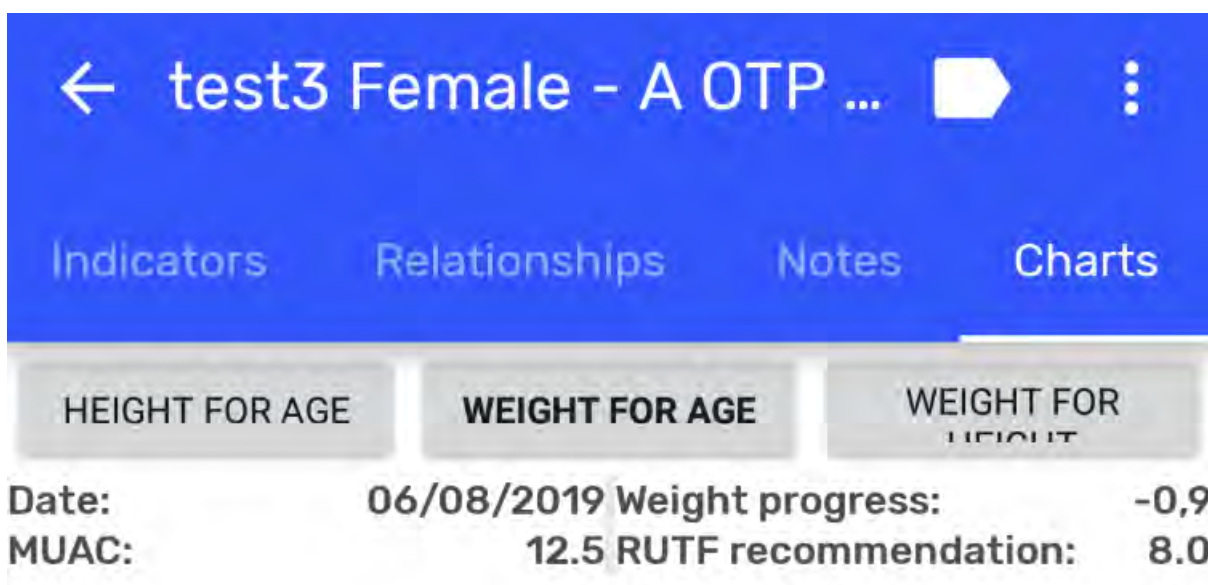 test3 Female - A OTP ...
Indicators Relationships Notes Charts
HEIGHT FOR AGE WEIGHT FOR AGE WEIGHT FOR
HEIGHT
Date: 06/08/2019 Weight progress: -0,9
MUAC: 12.5 RUTF recommendation: 8.0